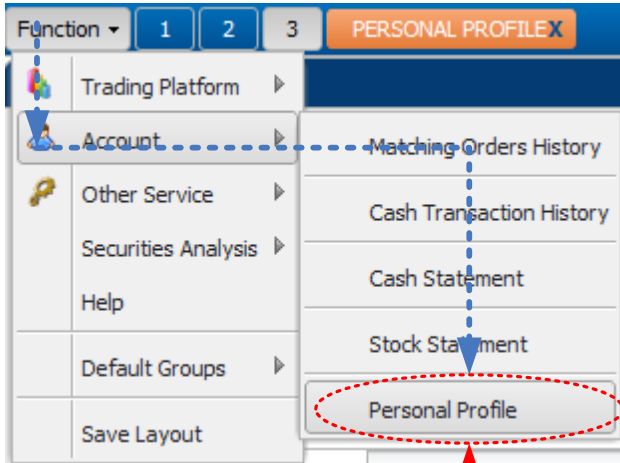 Function 1 2 3 PERSONAL PROFILE X
Trading Platform
Account
Other Service
Securities Analysis
Help
Default Groups
Save Layout
Matching Orders History
Cash Transaction History
Cash Statement
Stock Statement
Personal Profile